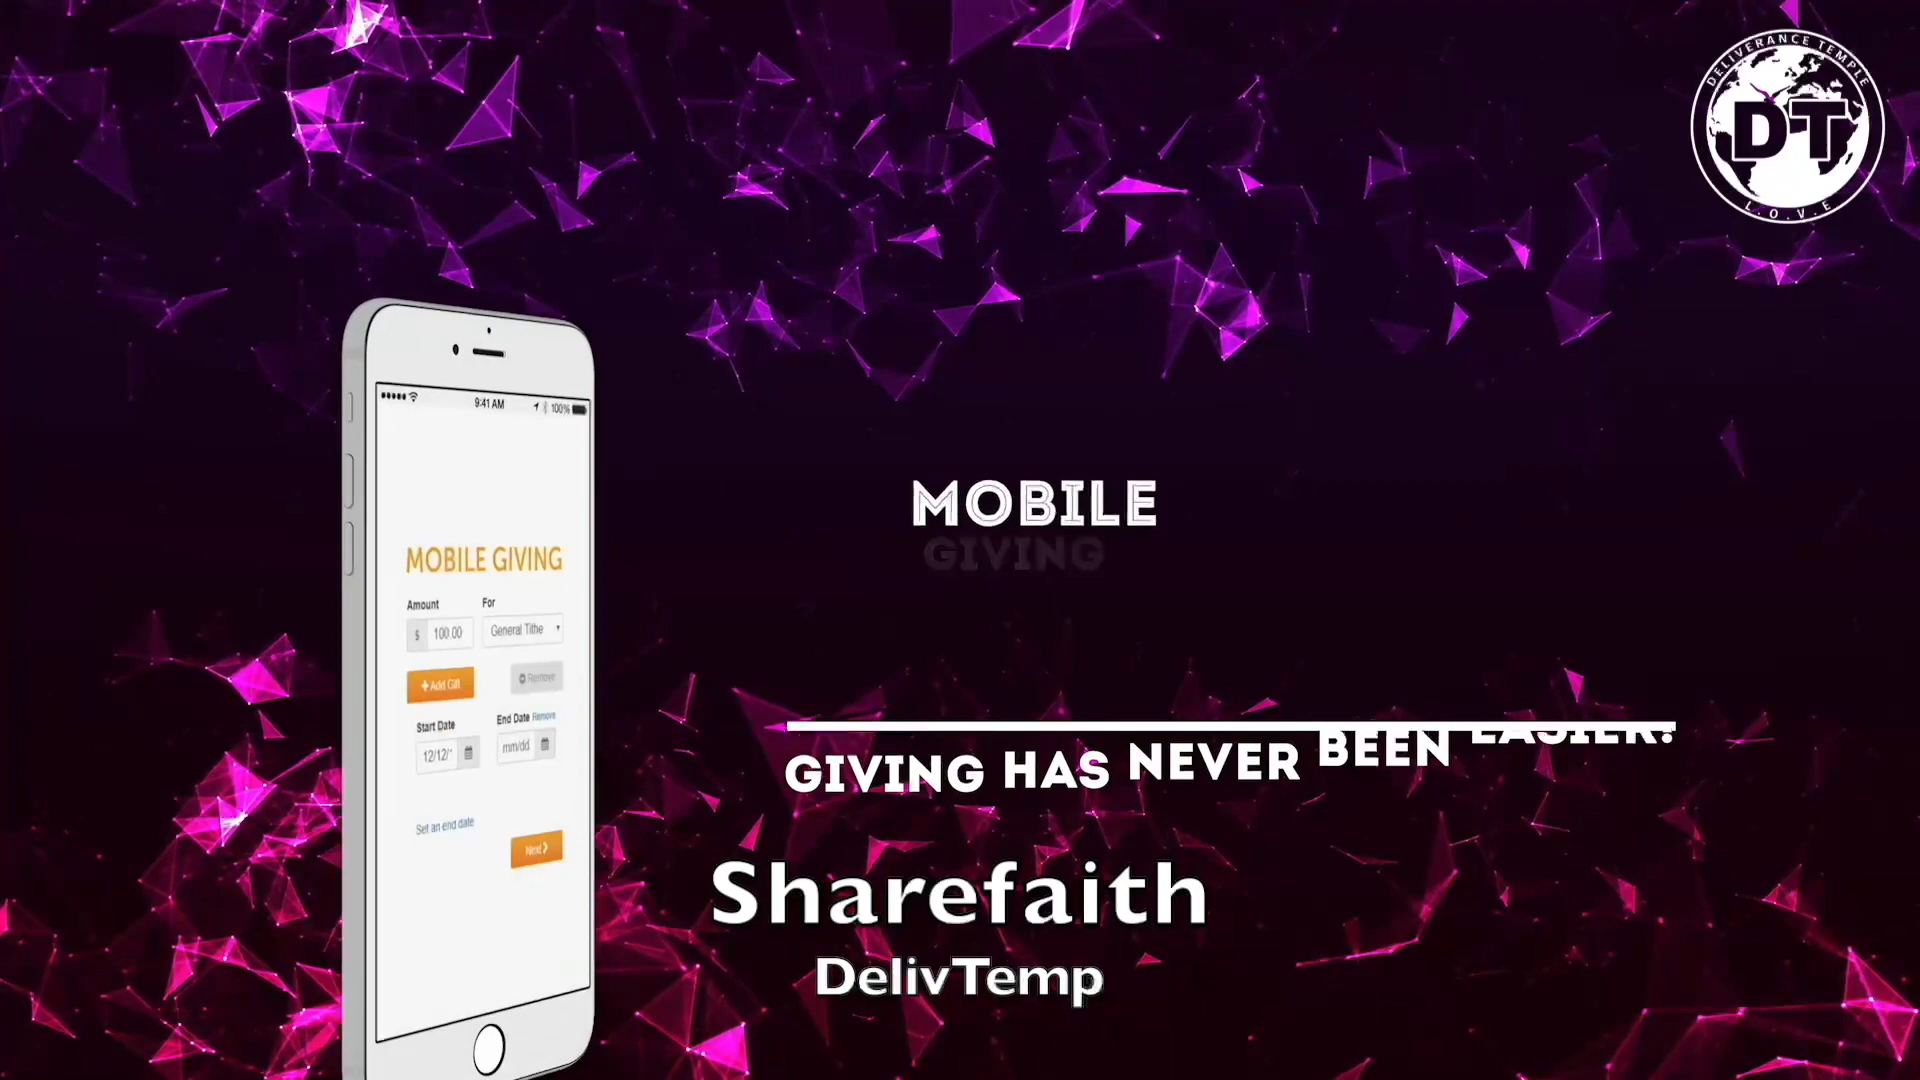 DELIVERANCE TEMPLE
DT
L.O.V.E
9:41 AM 100%
MOBILE GIVING
Amount For
$ 100.00 General Tithe
+ Add Gift Remove
Start Date End Date Remove
12/12/ mm/dd
Set an end date
Next
MOBILE
GIVING
GIVING HAS NEVER BEEN EASIER!
Sharefaith
DelivTemp